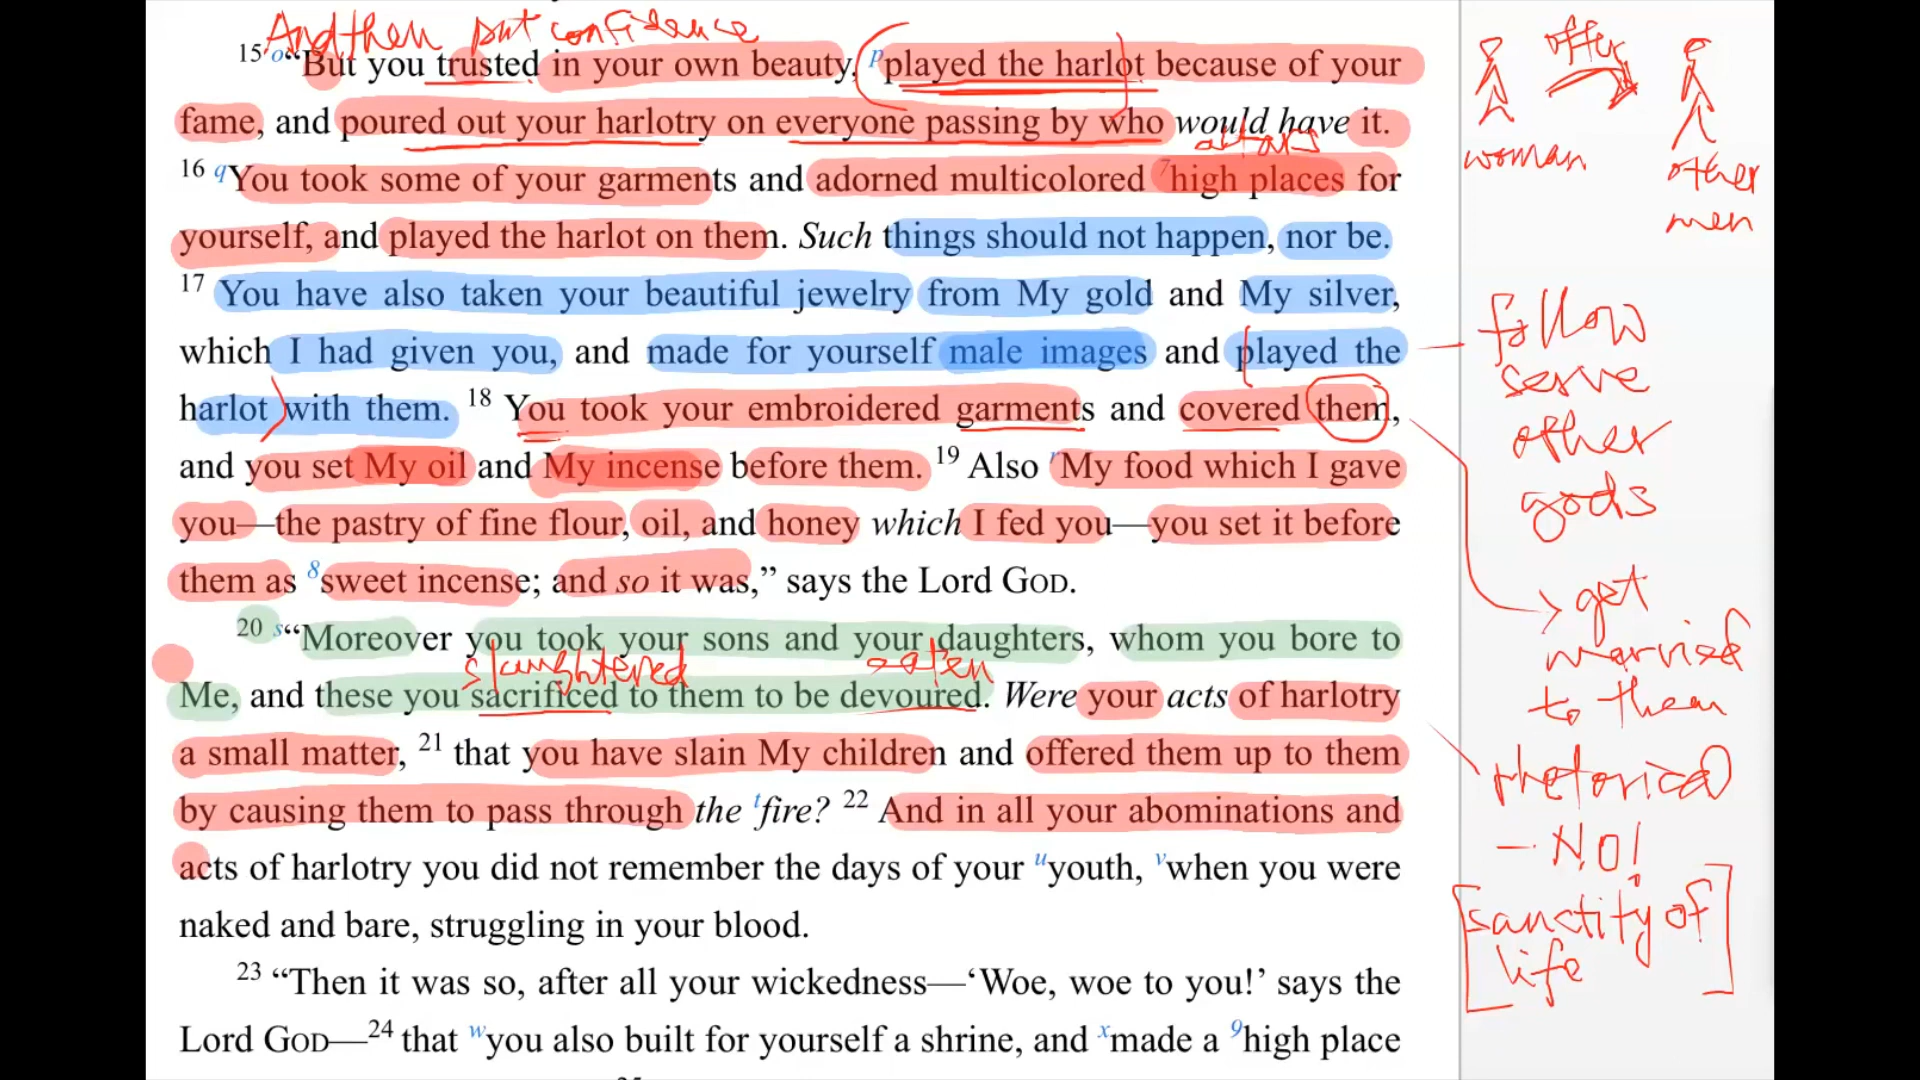 And then put confidence
15 o“But you trusted in your own beauty, pplayed the harlot because of your
fame, and poured out your harlotry on everyone passing by who would have it.
altars
16 qYou took some of your garments and adorned multicolored 7high places for
yourself, and played the harlot on them. Such things should not happen, nor be.
17 You have also taken your beautiful jewelry from My gold and My silver,
which I had given you, and made for yourself male images and played the
harlot with them. 18 You took your embroidered garments and covered them,
and you set My oil and My incense before them. 19 Also rMy food which I gave
you—the pastry of fine flour, oil, and honey which I fed you—you set it before
them as 8sweet incense; and so it was,” says the Lord GOD.
20 s“Moreover you took your sons and your daughters, whom you bore to
slaughtered eaten
Me, and these you sacrificed to them to be devoured. Were your acts of harlotry
a small matter, 21 that you have slain My children and offered them up to them
by causing them to pass through the tfire? 22 And in all your abominations and
acts of harlotry you did not remember the days of your uyouth, vwhen you were
naked and bare, struggling in your blood.
23 “Then it was so, after all your wickedness—‘Woe, woe to you!’ says the
Lord GOD—24 that wyou also built for yourself a shrine, and xmade a 9high place
offer
woman
other
men
follow
serve
other
gods
get
married
to them
rhetorical
- NO!
[sanctity of
life]